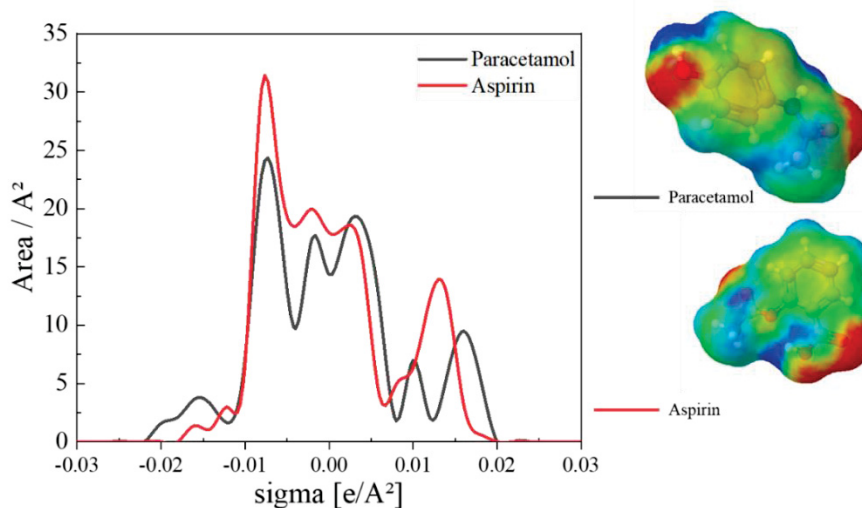 Paracetamol
Aspirin
35
30
25
20
15
10
5
0
Area / A²
-0.03
-0.02
-0.01
0.00
0.01
0.02
0.03
sigma [e/A²]
Paracetamol
Aspirin